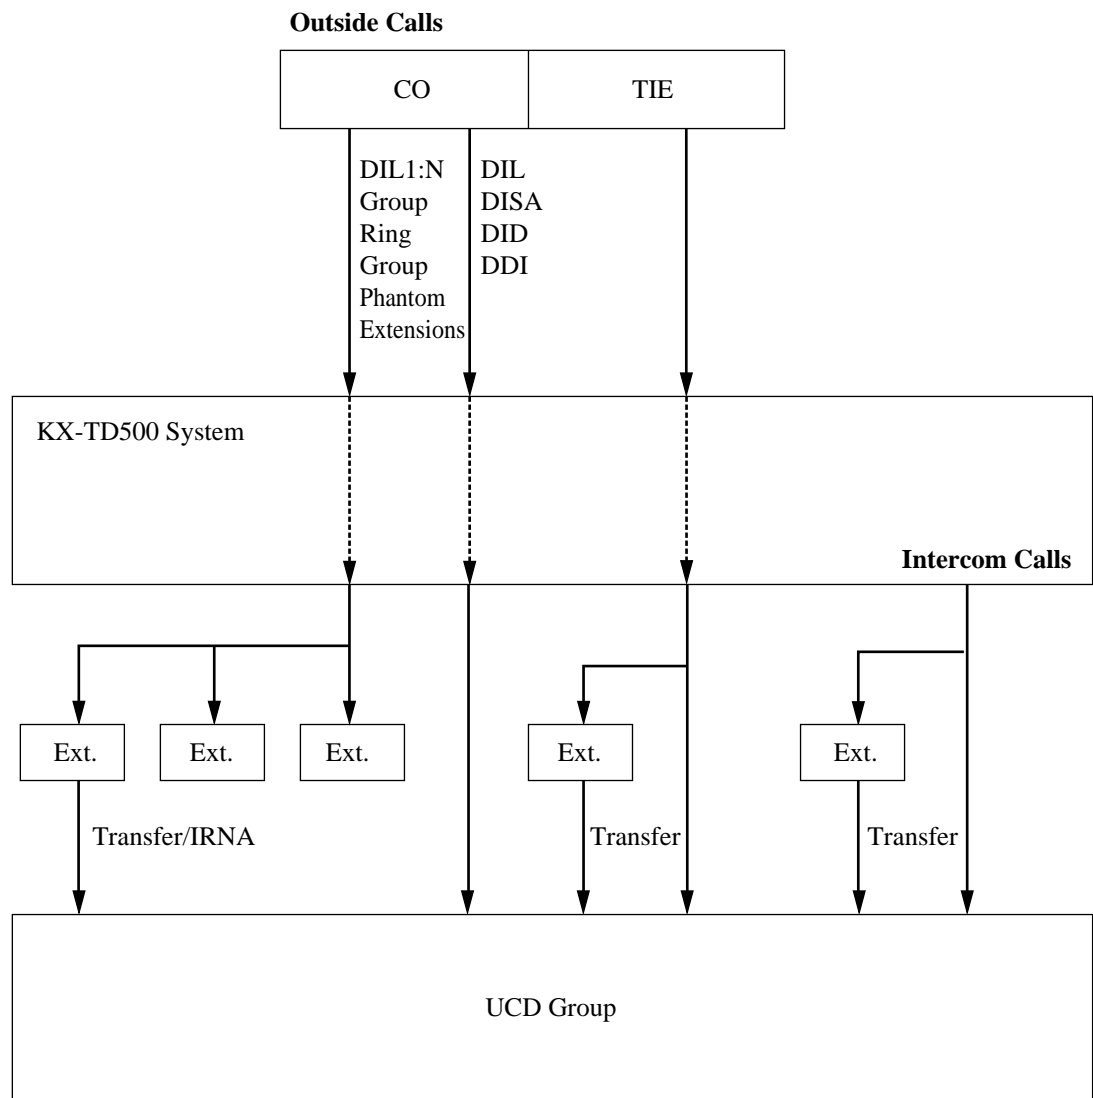 Outside Calls
CO
TIE
DIL1:N
Group
Ring
Group
Phantom
Extensions
DIL
DISA
DID
DDI
KX-TD500 System
Intercom Calls
Ext.
Ext.
Ext.
Ext.
Ext.
Transfer/IRNA
Transfer
Transfer
UCD Group